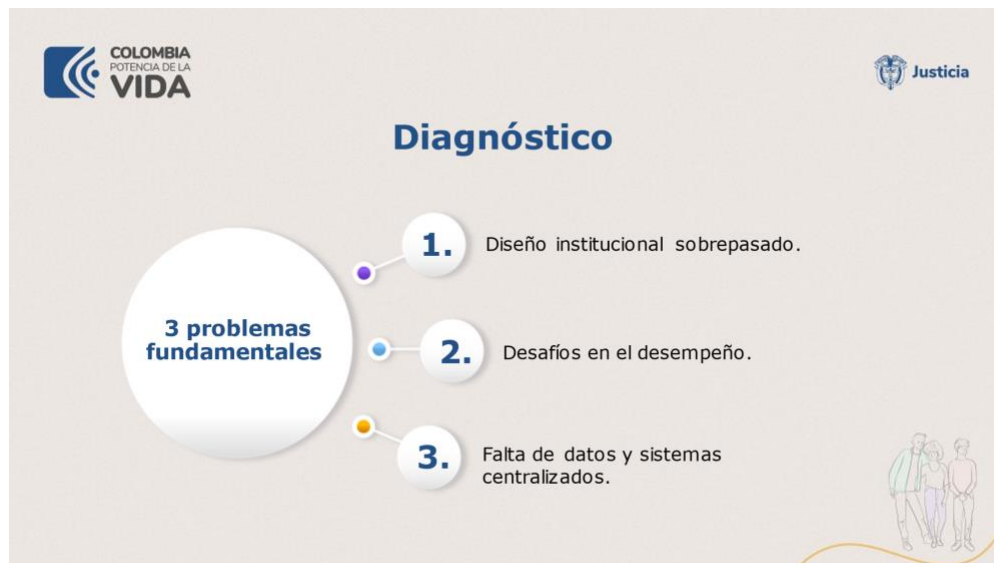 COLOMBIA
POTENCIA DE LA
VIDA
Justicia
Diagnóstico
3 problemas
fundamentales
1.
Diseño institucional sobrepasado.
2.
Desafíos en el desempeño.
3.
Falta de datos y sistemas
centralizados.